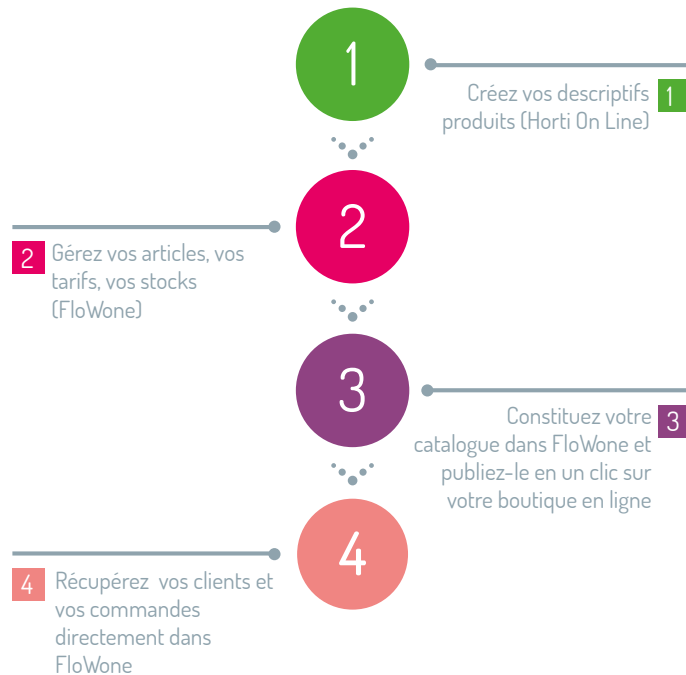 1
Créez vos descriptifs
produits (Horti On Line)
1
2
2
Gérez vos articles, vos
tarifs, vos stocks
(FloWone)
3
Constituez votre
catalogue dans FloWone et
publiez-le en un clic sur
votre boutique en ligne
3
4
4
Récupérez vos clients et
vos commandes
directement dans
FloWone